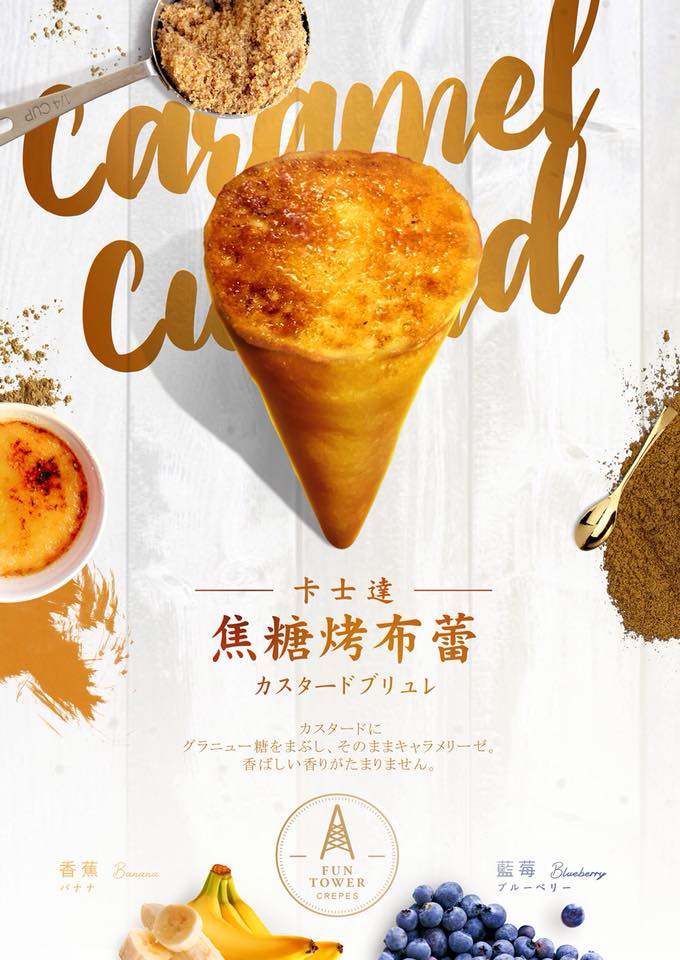 1/4 CUP
Caramel
Cu d
卡士達
焦糖烤布蕾
カスタードブリュレ
カスタードに
グラニュー糖をまぶし、そのままキャラメリーゼ。
香ばしい香りがたまりません。
FUN
TOWER
CREPES
香蕉 Banana
バナナ
藍莓 Blueberry
ブルーベリー